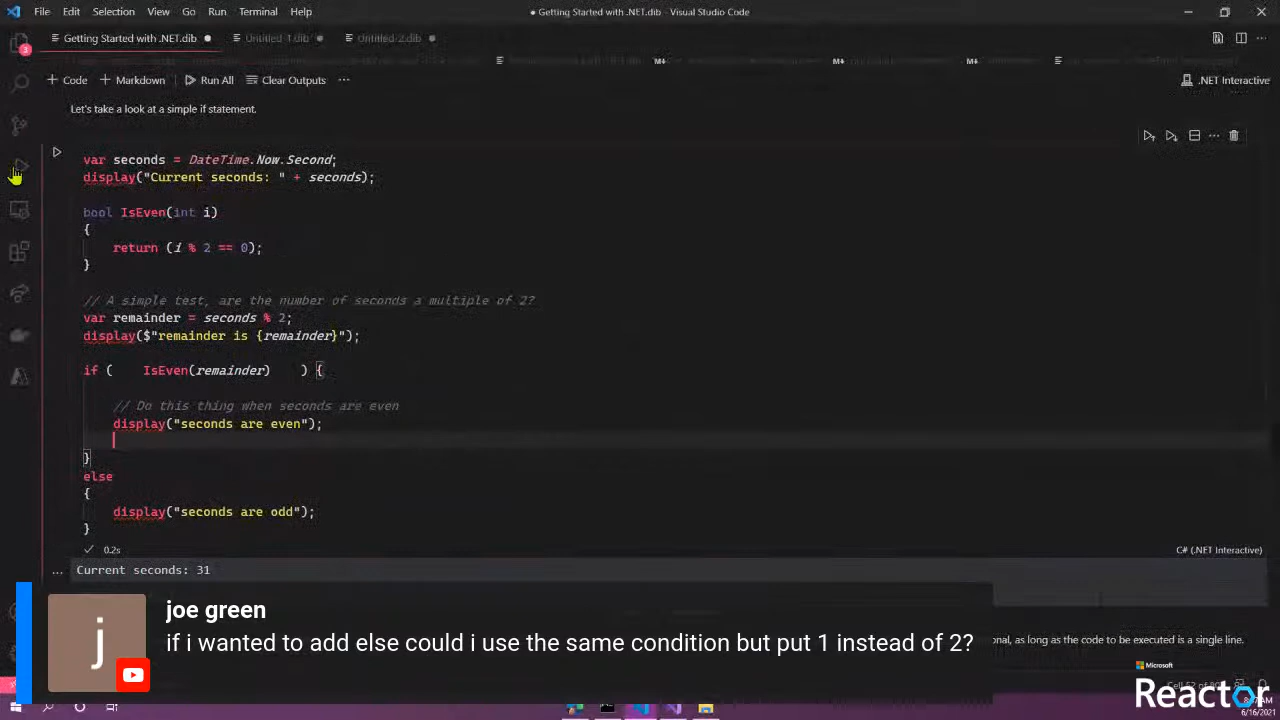 File Edit Selection View Go Run Terminal Help
Getting Started with .NET.dib - Visual Studio Code
Getting Started with .NET.dib
Untitled-1.dib
Untitled-2.dib
Code
Markdown
Run All
Clear Outputs
.NET Interactive
Let's take a look at a simple if statement.
var seconds = DateTime.Now.Second;
display("Current seconds: " + seconds);
bool IsEven(int i)
{
return (i % 2 == 0);
}
// A simple test, are the number of seconds a multiple of 2?
var remainder = seconds % 2;
display($"remainder is {remainder}");
if ( IsEven(remainder) ) {
// Do this thing when seconds are even
display("seconds are even");
}
else
{
display("seconds are odd");
}
0.2s
C# (.NET Interactive)
Current seconds: 31
j
joe green
if i wanted to add else could i use the same condition but put 1 instead of 2?
onal, as long as the code to be executed is a single line.
Microsoft
Reactor
6/16/2021